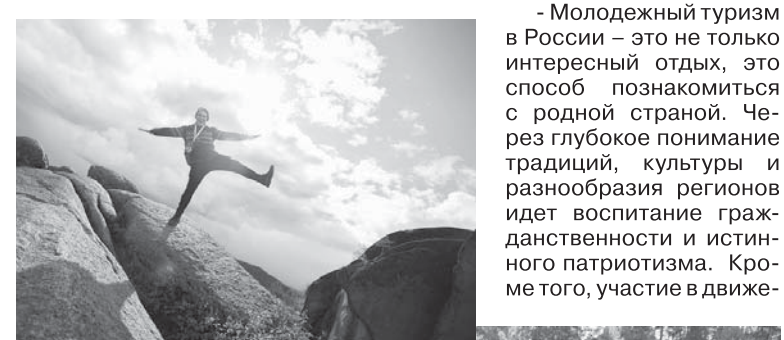 - Молодежный туризм
в России – это не только
интересный отдых, это
способ познакомиться
с родной страной. Че-
рез глубокое понимание
традиций, культуры и
разнообразия регионов
идет воспитание граж-
данственности и истин-
ного патриотизма. Кро-
ме того, участие в движе-